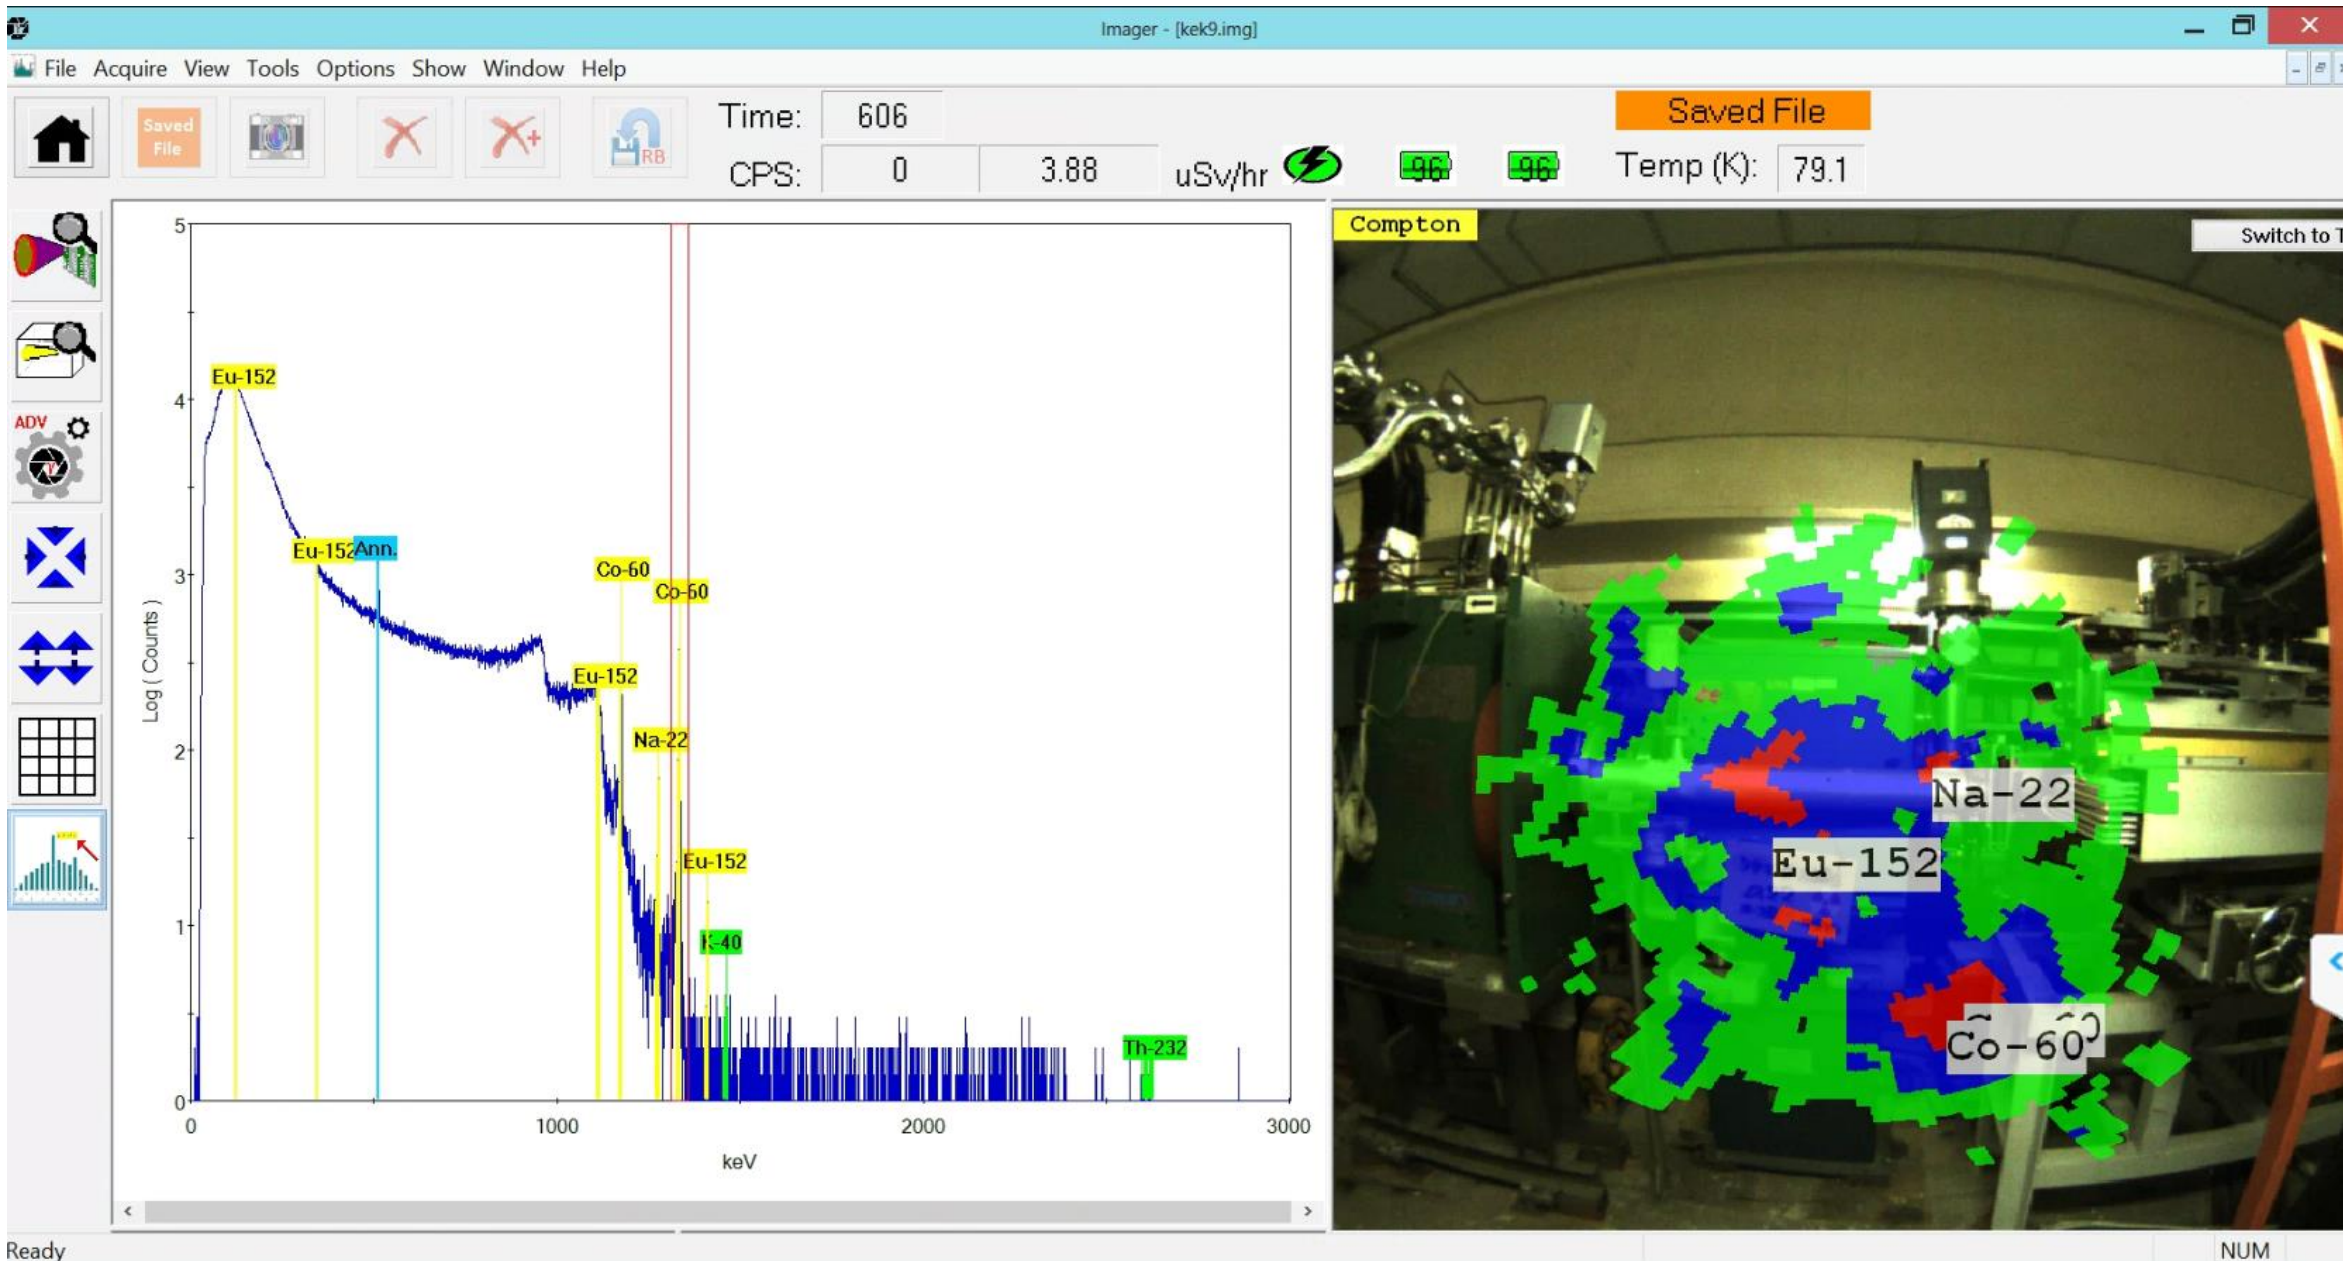 Imager - [kek9.img]
File Acquire View Tools Options Show Window Help
Saved File
RB
Time: 606
CPS: 0 3.88 uSv/hr
96 96
Saved File
Temp (K): 79.1
ADV
Compton
Switch to T
5
4
3
2
1
0
Log ( Counts )
Eu-152
Eu-152
Ann.
Co-60
Co-60
Eu-152
Na-22
Eu-152
K-40
Th-232
0 1000 2000 3000
keV
Na-22
Eu-152
Co-60
Ready
NUM